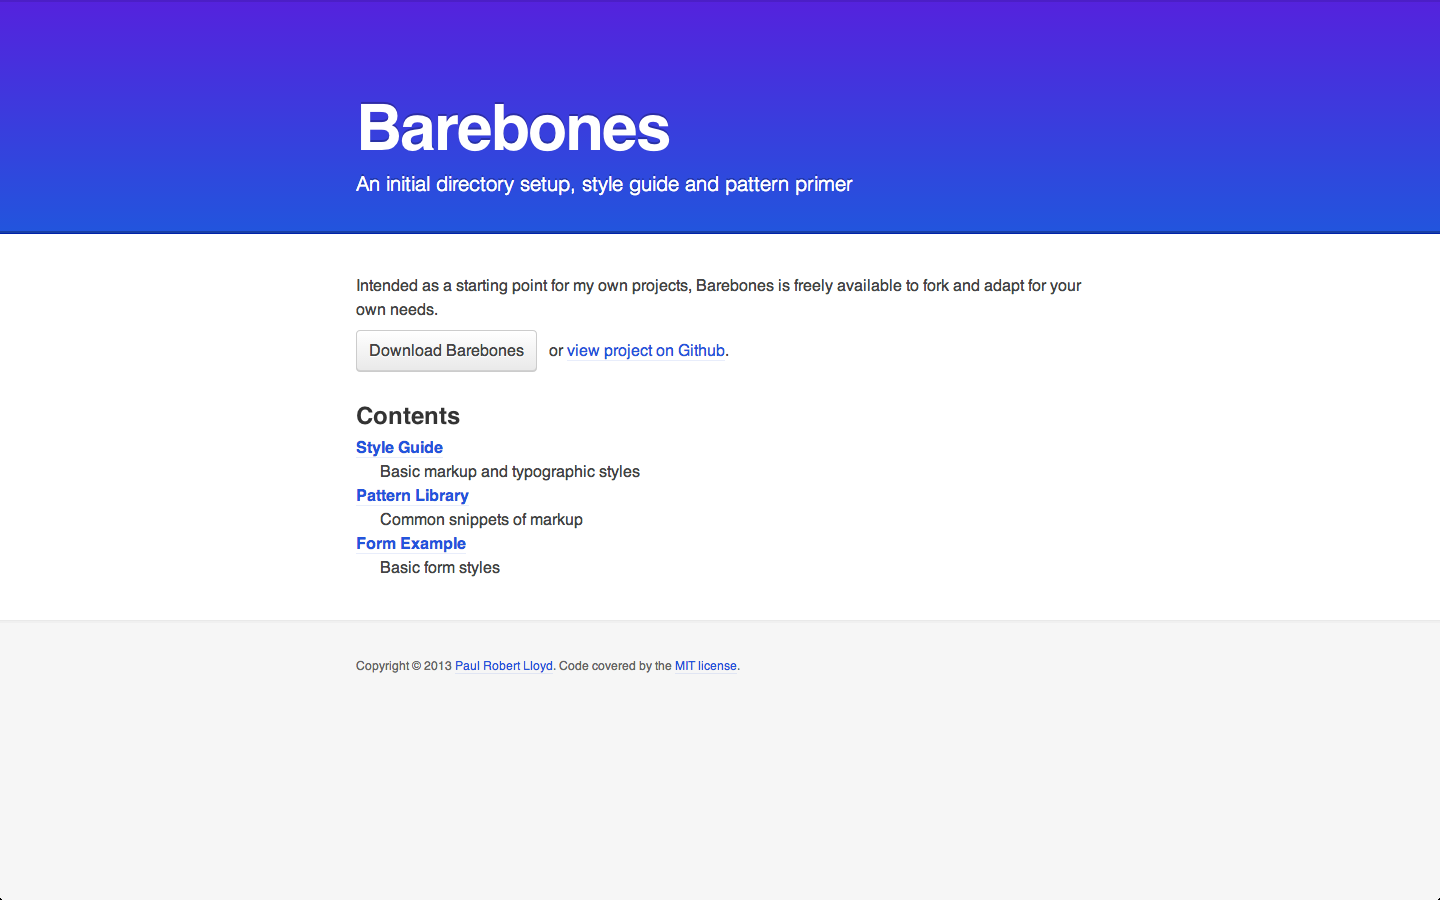 Barebones
An initial directory setup, style guide and pattern primer
Intended as a starting point for my own projects, Barebones is freely available to fork and adapt for your
own needs.
Download Barebones or view project on Github.
Contents
Style Guide
Basic markup and typographic styles
Pattern Library
Common snippets of markup
Form Example
Basic form styles
Copyright © 2013 Paul Robert Lloyd. Code covered by the MIT license.